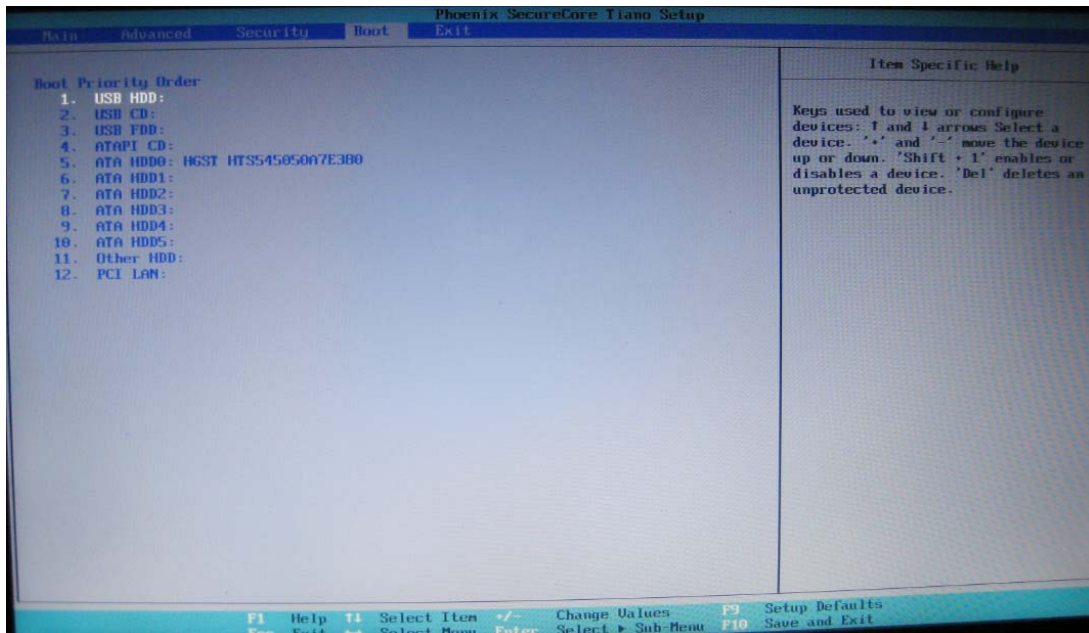 Phoenix SecureCore Tiano Setup
Main Advanced Security Boot Exit
Boot Priority Order
1. USB HDD:
2. USB CD:
3. USB FDD:
4. ATAPI CD:
5. ATA HDD0: HGST HTS545050A7E380
6. ATA HDD1:
7. ATA HDD2:
8. ATA HDD3:
9. ATA HDD4:
10. ATA HDD5:
11. Other HDD:
12. PCI LAN:
Item Specific Help
Keys used to view or configure
devices: ↑ and ↓ arrows Select a
device. '+' and '-' move the device
up or down. 'Shift + 1' enables or
disables a device. 'Del' deletes an
unprotected device.
F1 Help ↑↓ Select Item +/- Change Values F9 Setup Defaults
Esc Exit ↔ Select Menu Enter Select ▶ Sub-Menu F10 Save and Exit